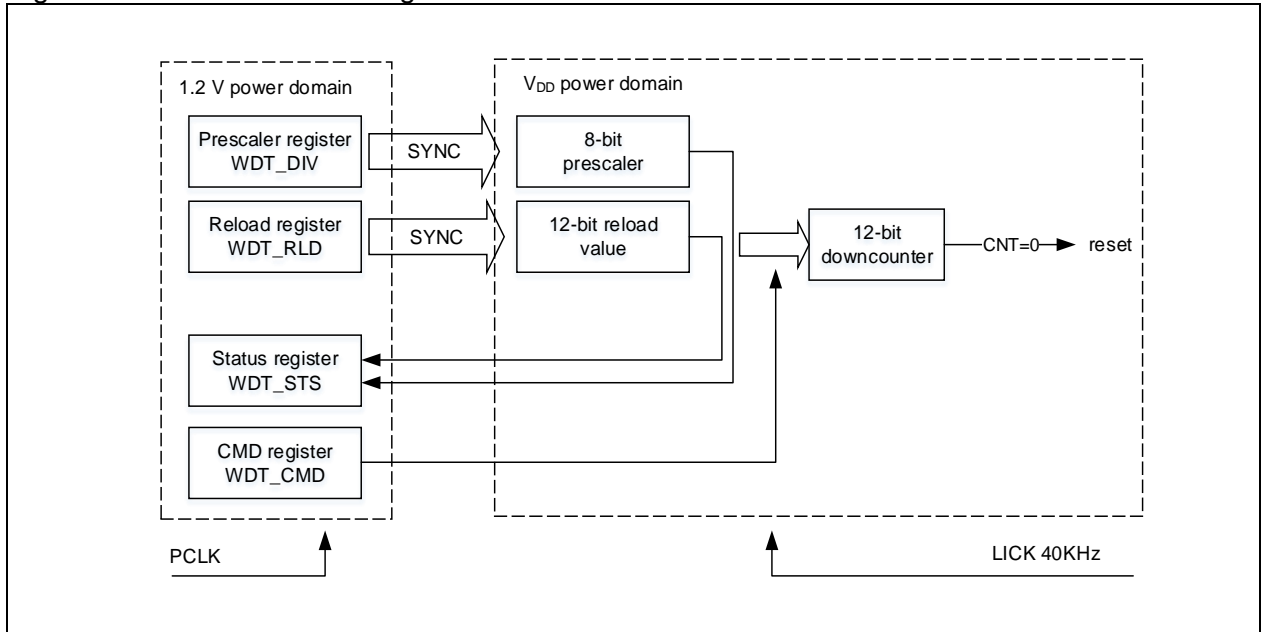 1.2 V power domain
Prescaler register
WDT_DIV
SYNC
Reload register
WDT_RLD
SYNC
Status register
WDT_STS
CMD register
WDT_CMD
PCLK
VDD power domain
8-bit
prescaler
12-bit reload
value
12-bit
downcounter
CNT=0
reset
LICK 40KHz